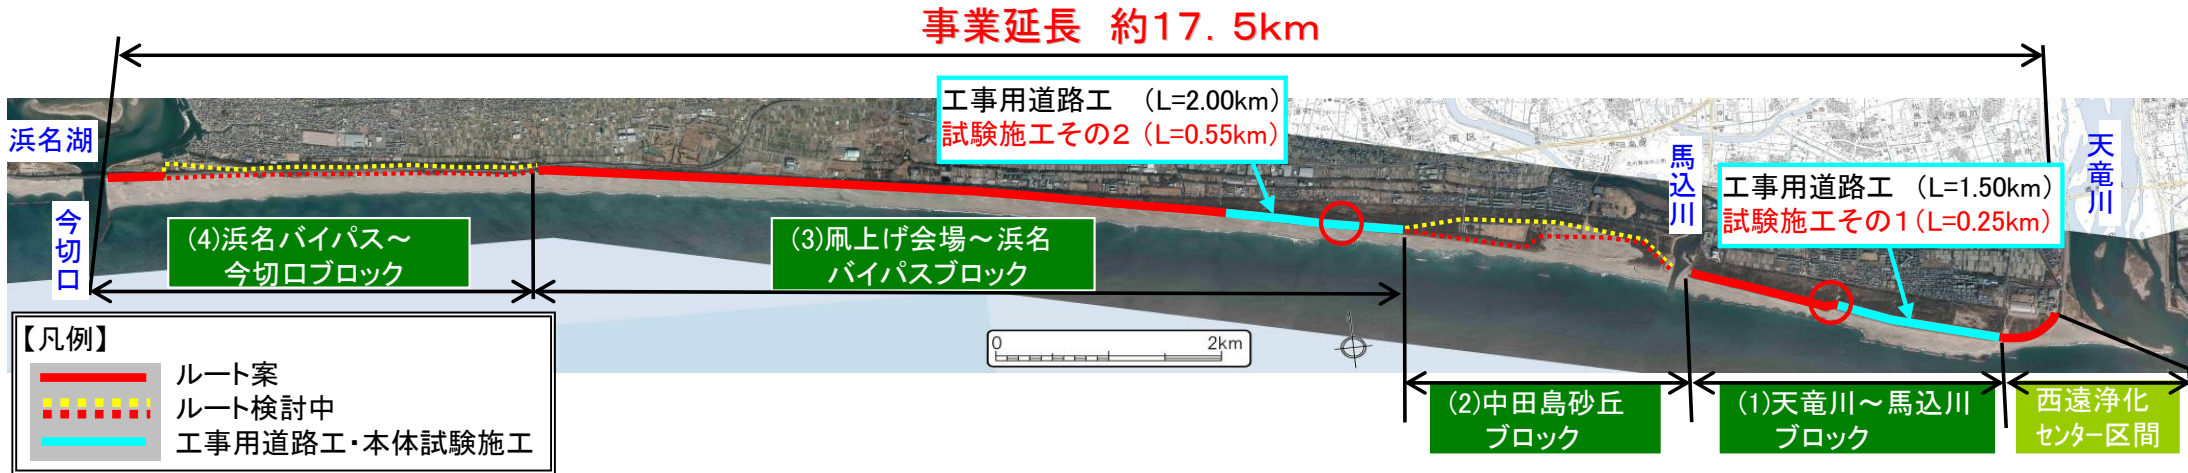 事業延長 約17.5km
工事用道路工 (L=2.00km)
試験施工その2 (L=0.55km)
浜名湖
馬込川
天竜川
工事用道路工 (L=1.50km)
試験施工その1(L=0.25km)
今切口
(4)浜名バイパス~
今切口ブロック
(3)凧上げ会場~浜名
バイパスブロック
【凡例】
ルート案
ルート検討中
工事用道路工・本体試験施工
0
2km
(2)中田島砂丘
ブロック
(1)天竜川~馬込川
ブロック
西遠浄化
センター区間